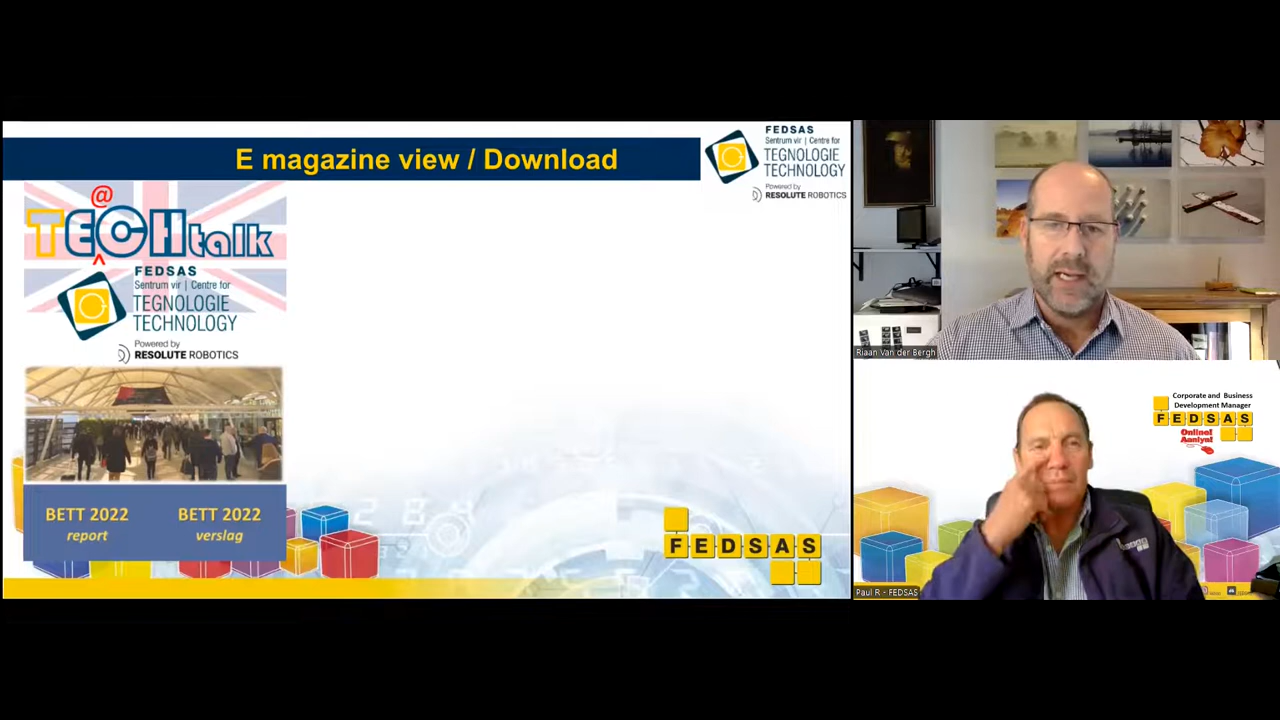 E magazine view / Download
FEDSAS
Sentrum vir | Centre for
TEGNOLOGIE
TECHNOLOGY
Powered by
RESOLUTE ROBOTICS
@
TECHtalk
^
FEDSAS
Sentrum vir | Centre for
TEGNOLOGIE
TECHNOLOGY
Powered by
RESOLUTE ROBOTICS
BETT 2022
report
BETT 2022
verslag
FEDSAS
Riaan Van der Bergh
Corporate and Business
Development Manager
FEDSAS
Online!
Aanlyn!
Paul R - FEDSAS